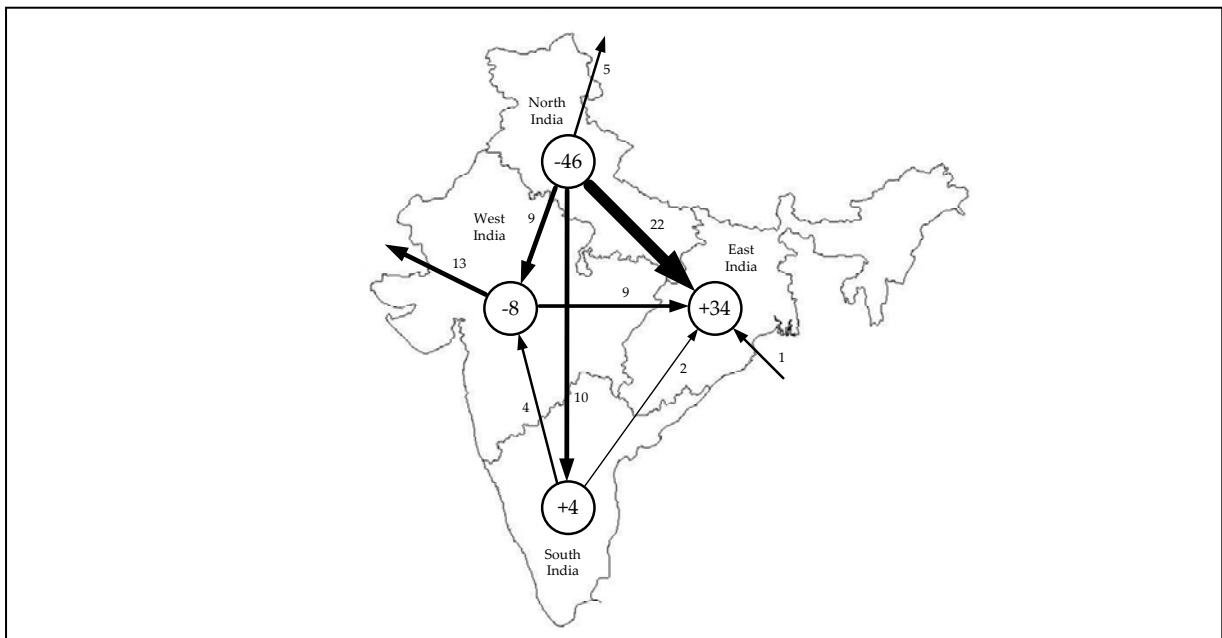 5
North
India
-46
9
22
West
India
East
India
13
-8
9
+34
2
1
4
10
+4
South
India